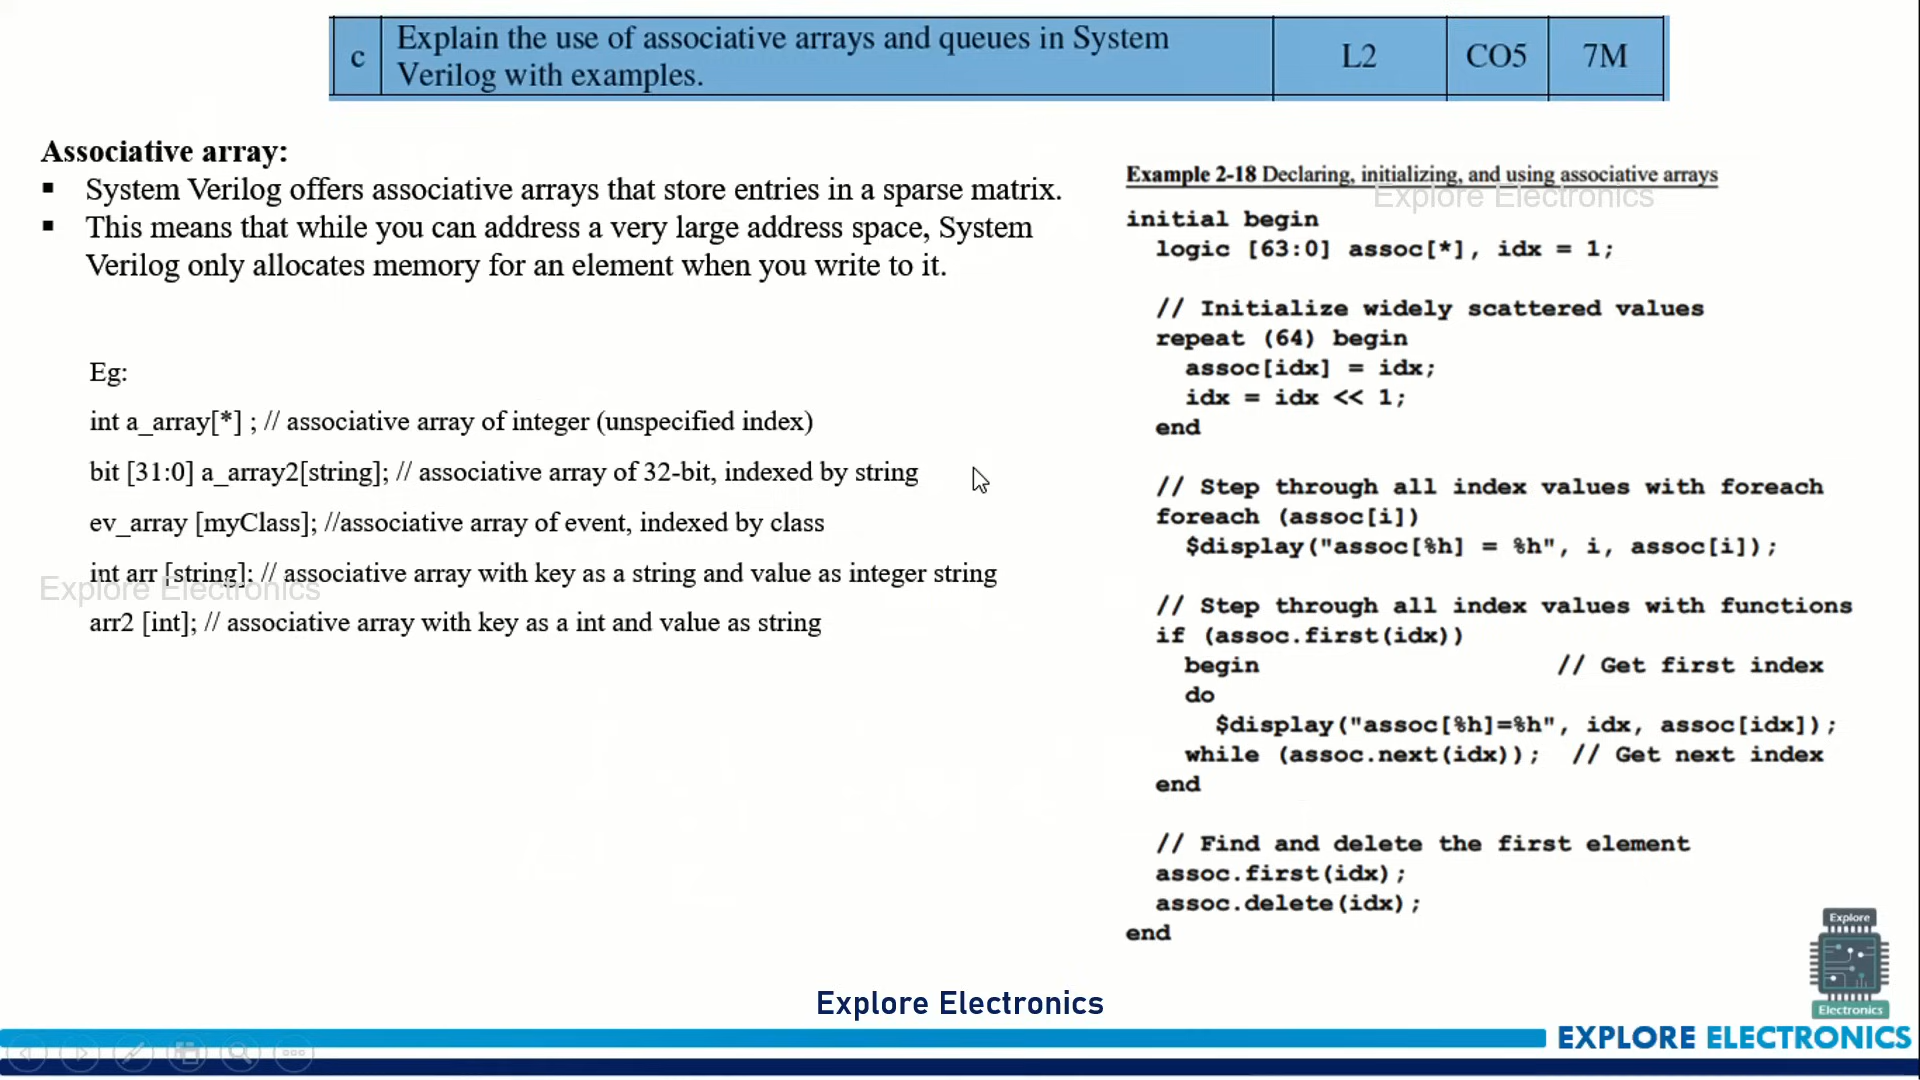 c
Explain the use of associative arrays and queues in System
Verilog with examples.
L2
CO5
7M
Associative array:
▪ System Verilog offers associative arrays that store entries in a sparse matrix.
▪ This means that while you can address a very large address space, System
Verilog only allocates memory for an element when you write to it.
Eg:
int a_array[*] ; // associative array of integer (unspecified index)
bit [31:0] a_array2[string]; // associative array of 32-bit, indexed by string
ev_array [myClass]; //associative array of event, indexed by class
int arr [string]: // associative array with key as a string and value as integer string
Explore Electronics
arr2 [int]; // associative array with key as a int and value as string
Example 2-18 Declaring, initializing, and using associative arrays
Explore Electronics
initial begin
logic [63:0] assoc[*], idx = 1;
// Initialize widely scattered values
repeat (64) begin
assoc[idx] = idx;
idx = idx << 1;
end
// Step through all index values with foreach
foreach (assoc[i])
$display("assoc[%h] = %h", i, assoc[i]);
// Step through all index values with functions
if (assoc.first(idx))
begin // Get first index
do
$display("assoc[%h]=%h", idx, assoc[idx]);
while (assoc.next(idx)); // Get next index
end
// Find and delete the first element
assoc.first(idx);
assoc.delete(idx);
end
Explore
Electronics
Explore Electronics
EXPLORE ELECTRONICS